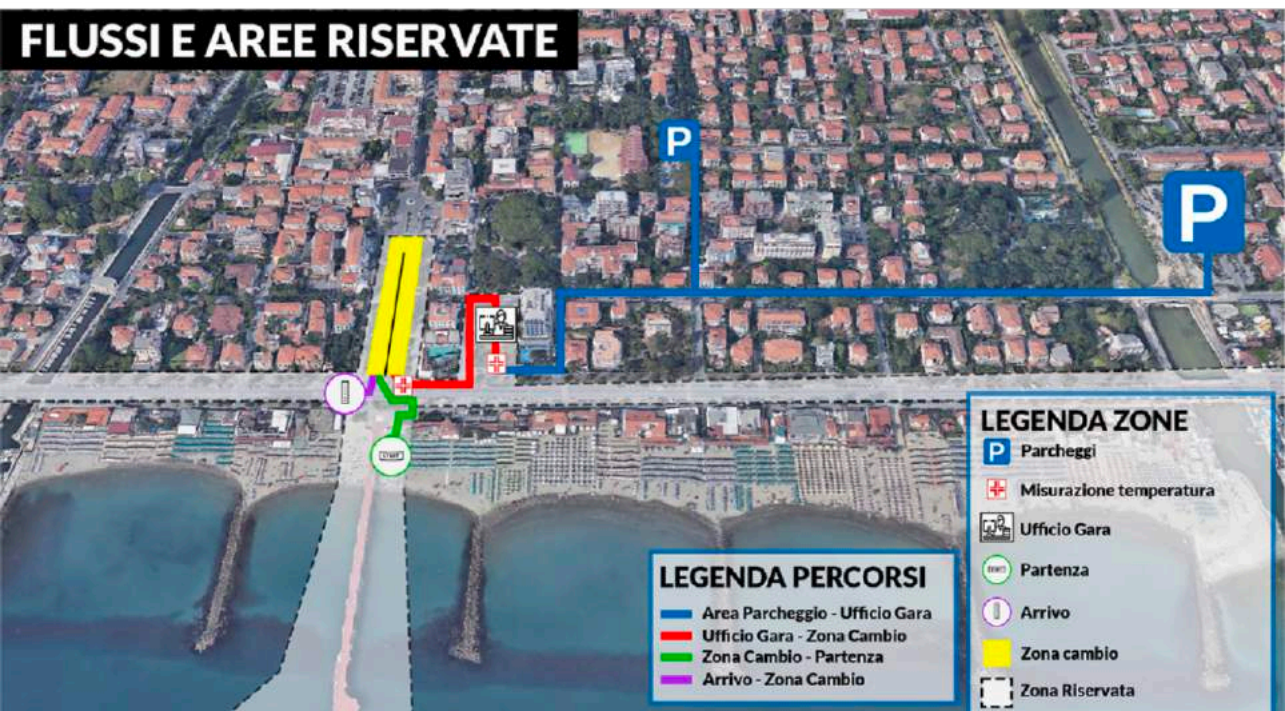 FLUSSI E AREE RISERVATE
P
P
START
LEGENDA PERCORSI
Area Parcheggio - Ufficio Gara
Ufficio Gara - Zona Cambio
Zona Cambio - Partenza
Arrivo - Zona Cambio
LEGENDA ZONE
P Parcheggi
Misurazione temperatura
Ufficio Gara
Partenza
Arrivo
Zona cambio
Zona Riservata